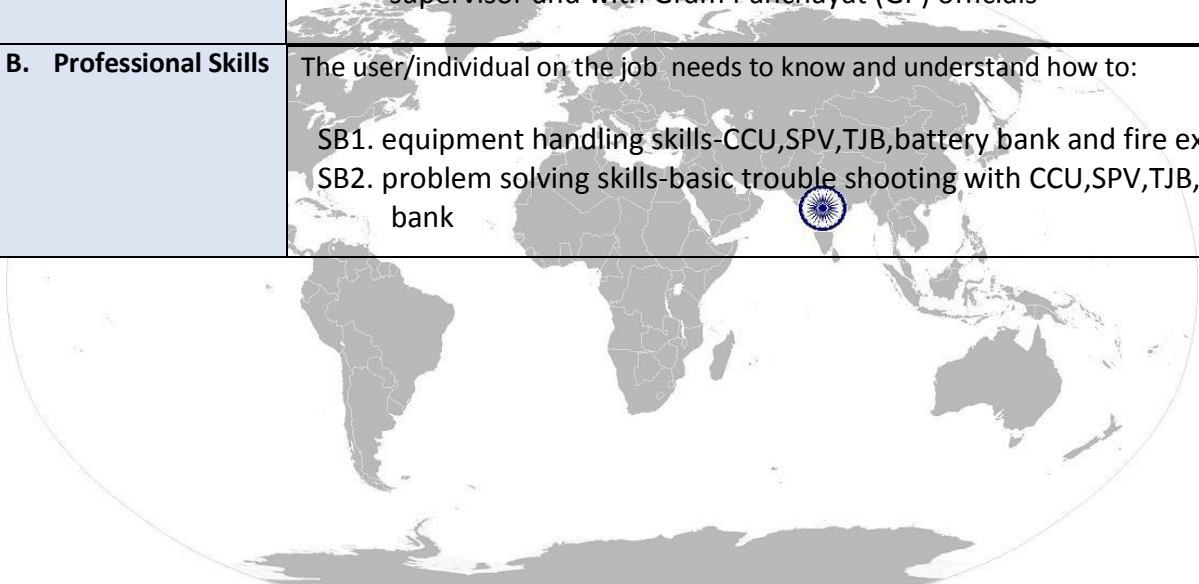 supervisor and with Gram Panchayat (GP) officials
B. Professional Skills
The user/individual on the job needs to know and understand how to:
SB1. equipment handling skills-CCU,SPV,TJB,battery bank and fire
SB2. problem solving skills-basic trouble shooting with CCU,SPV,TJB,
bank